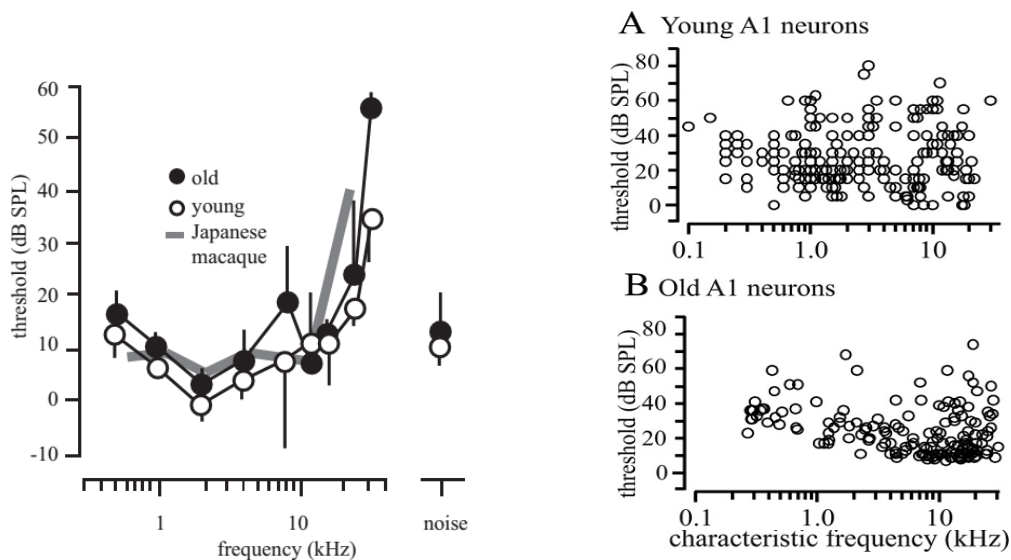 60
50
40
30
20
10
0
-10
threshold (dB SPL)
old
young
Japanese
macaque
1
10
noise
frequency (kHz)
A Young A1 neurons
80
60
40
20
0
threshold (dB SPL)
0.1
1.0
10
B Old A1 neurons
80
60
40
20
0
threshold (dB SPL)
0.1
1.0
10
characteristic frequency (kHz)